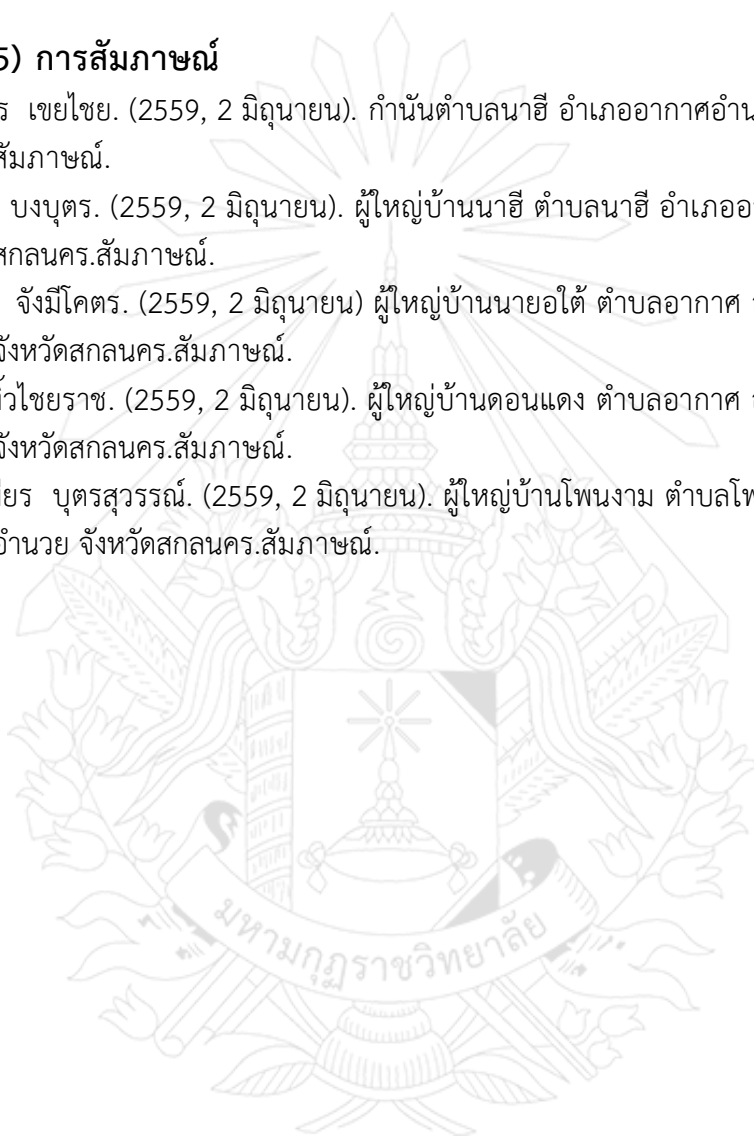 5) การสัมภาษณ์
ร เขยไชย. (2559, 2 มิถุนายน). กำนันตำบลนาฮี อำเภออากาศอำน
สัมภาษณ์.
บงบุตร. (2559, 2 มิถุนายน). ผู้ใหญ่บ้านนาฮี ตำบลนาฮี อำเภออ
สกลนคร.สัมภาษณ์.
จังมีโคตร. (2559, 2 มิถุนายน) ผู้ใหญ่บ้านนายอใต้ ตำบลอากาศ
จังหวัดสกลนคร.สัมภาษณ์.
ิ้วไชยราช. (2559, 2 มิถุนายน). ผู้ใหญ่บ้านดอนแดง ตำบลอากาศ
จังหวัดสกลนคร.สัมภาษณ์.
ียร บุตรสุวรรณ์. (2559, 2 มิถุนายน). ผู้ใหญ่บ้านโพนงาม ตำบลโพ
อำนวย จังหวัดสกลนคร.สัมภาษณ์.
มหามกุฏราชวิทยาลัย